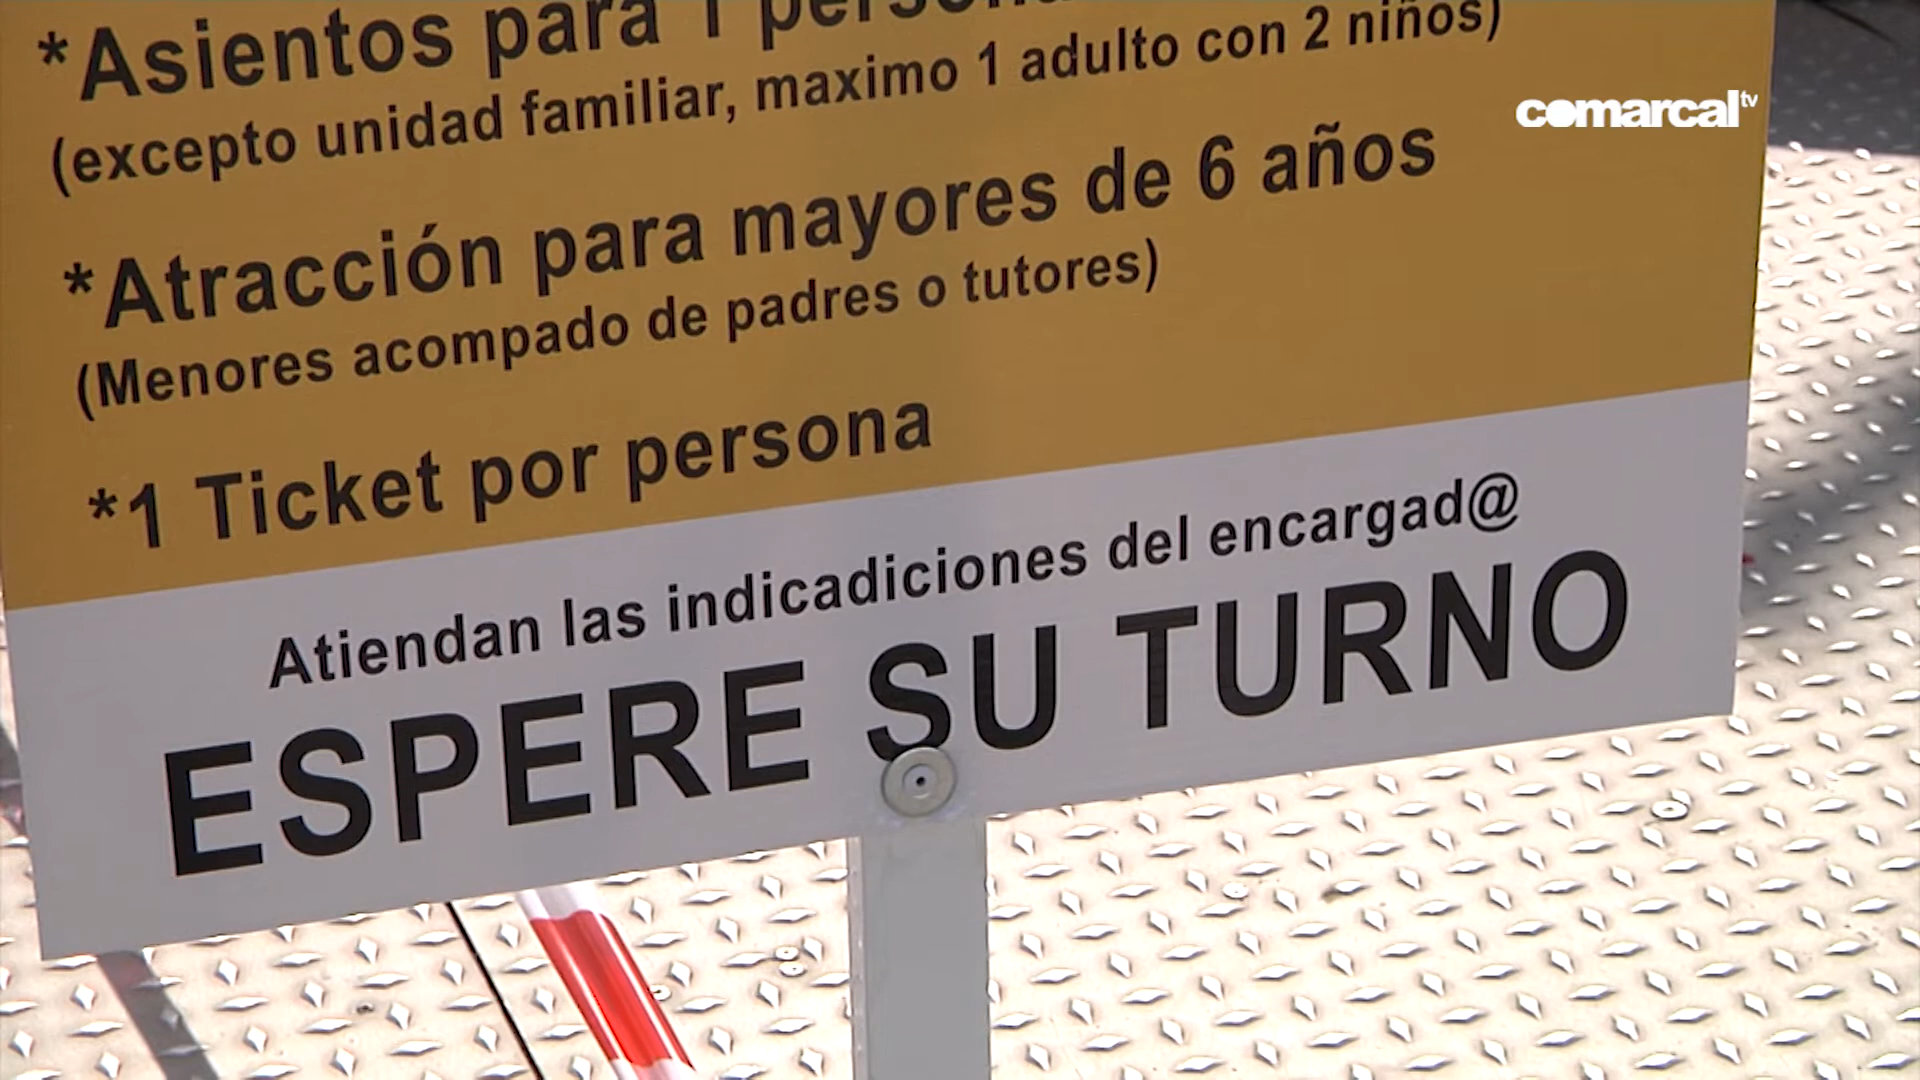 *Asientos para 1 persona
(excepto unidad familiar, maximo 1 adulto con 2 niños)
comarcal tv
*Atracción para mayores de 6 años
(Menores acompado de padres o tutores)
*1 Ticket por persona
Atiendan las indicadiciones del encargad@
ESPERE SU TURNO